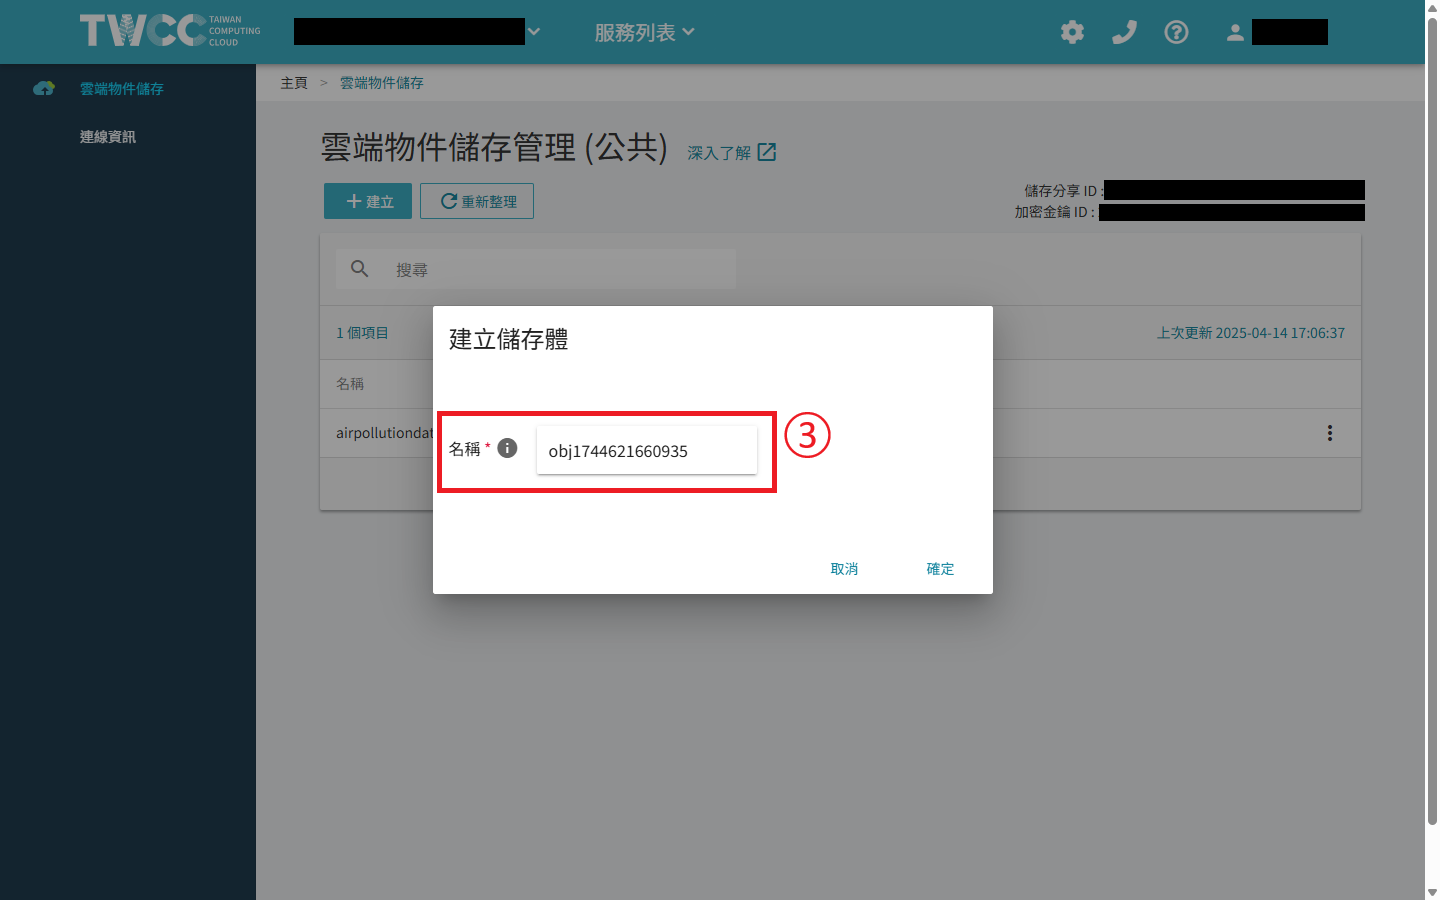 TWCC TAIWAN COMPUTING CLOUD
服務列表
雲端物件儲存
連線資訊
主頁 > 雲端物件儲存
雲端物件儲存管理 (公共) 深入了解
建立 重新整理
儲存分享 ID :
加密金鑰 ID :
搜尋
1 個項目
上次更新 2025-04-14 17:06:37
名稱
airpollutiondat
建立儲存體
名稱 * obj1744621660935
③
取消 確定